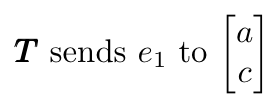 T sends e₁ to [a c]